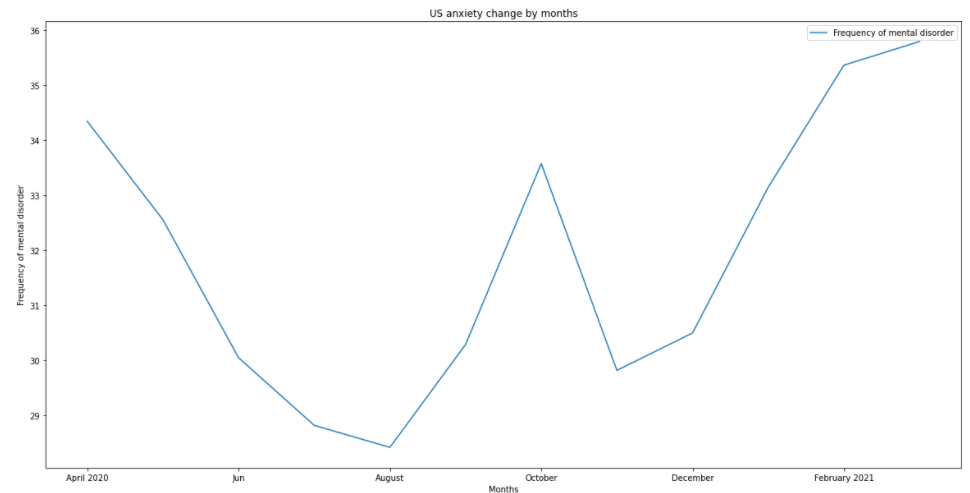 US anxiety change by months
Frequency of mental disorder
36
35
34
33
32
31
30
29
Frequency of mental disorder
April 2020
Jun
August
October
December
February 2021
Months